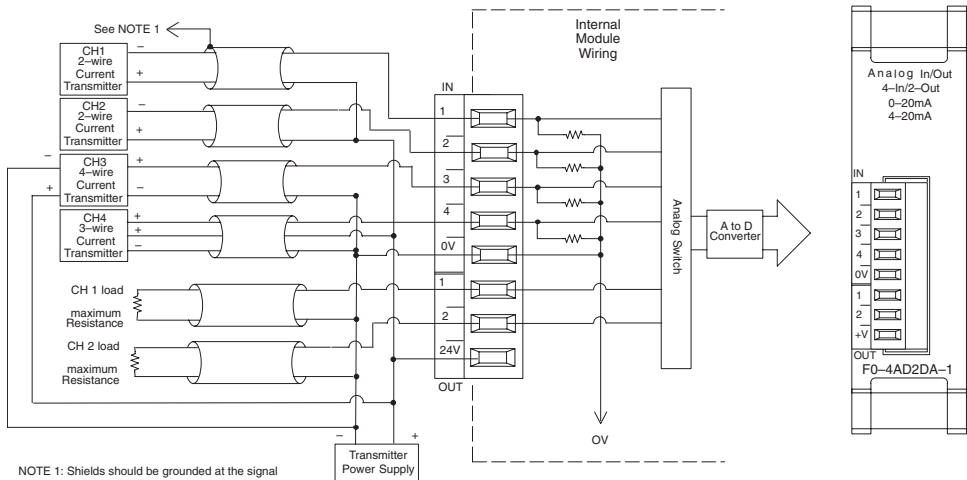 See NOTE 1
CH1
2–wire
Current
Transmitter
–
+
CH2
2–wire
Current
Transmitter
–
+
CH3
4–wire
Current
Transmitter
–
+
+
–
CH4
3–wire
Current
Transmitter
+
+
–
CH 1 load
maximum
Resistance
CH 2 load
maximum
Resistance
NOTE 1: Shields should be grounded at the signal
–
+
Transmitter
Power Supply
IN
1
2
3
4
0V
1
2
24V
OUT
Internal
Module
Wiring
Analog Switch
A to D
Converter
OV
Analog In/Out
4–In/2–Out
0–20mA
4–20mA
IN
1
2
3
4
0V
1
2
+V
OUT
F0–4AD2DA–1